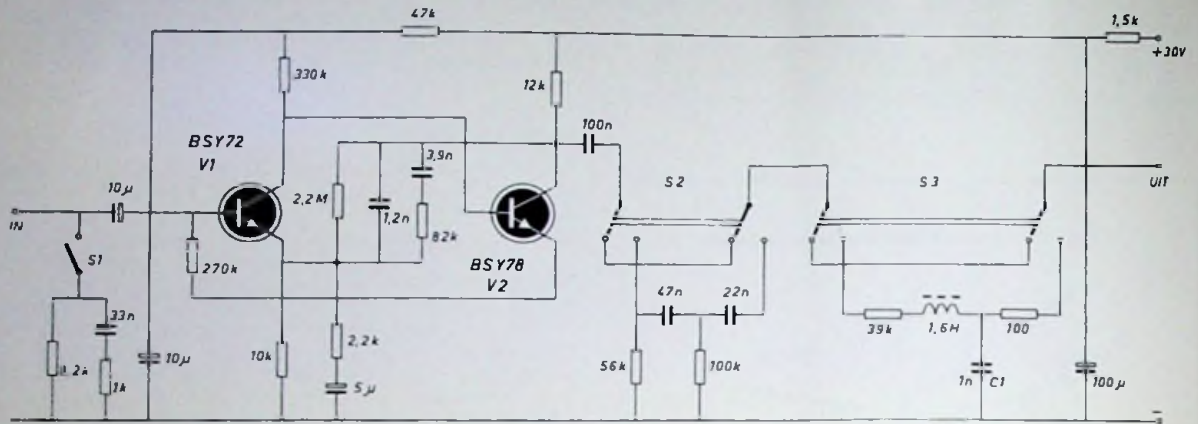 47k
1,5k
+30V
330k
12k
BSY72
V1
100n
3,9n
S2
S3
10µ
2,2M
1,2n
UIT
IN
S1
82k
270k
BSY78
V2
47n
22n
33n
39k
1,6H
100
2,2k
10µ
10k
56k
100k
1k
5µ
1n
C1
100µ